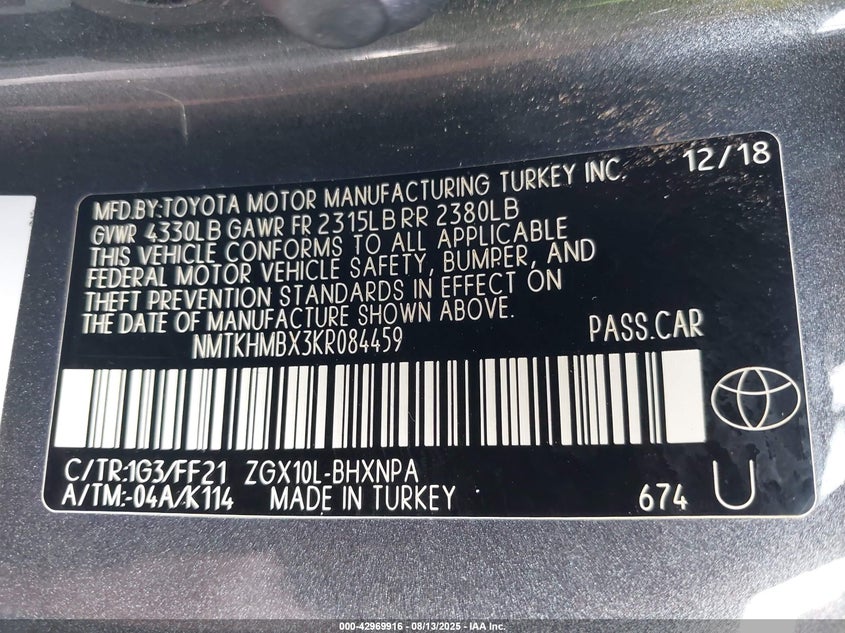 12/18
MFD.BY:TOYOTA MOTOR MANUFACTURING TURKEY INC.
GVWR 4330LB GAWR FR 2315LB RR 2380LB
THIS VEHICLE CONFORMS TO ALL APPLICABLE
FEDERAL MOTOR VEHICLE SAFETY, BUMPER, AND
THEFT PREVENTION STANDARDS IN EFFECT ON
THE DATE OF MANUFACTURE SHOWN ABOVE.
NMTKHMBX3KR084459 PASS.CAR
C/TR:1G3/FF21 ZGX10L-BHXNPA
A/TM:-04A/K114 MADE IN TURKEY 674 U
000-42969916 | 08/13/2025 - IAA Inc.